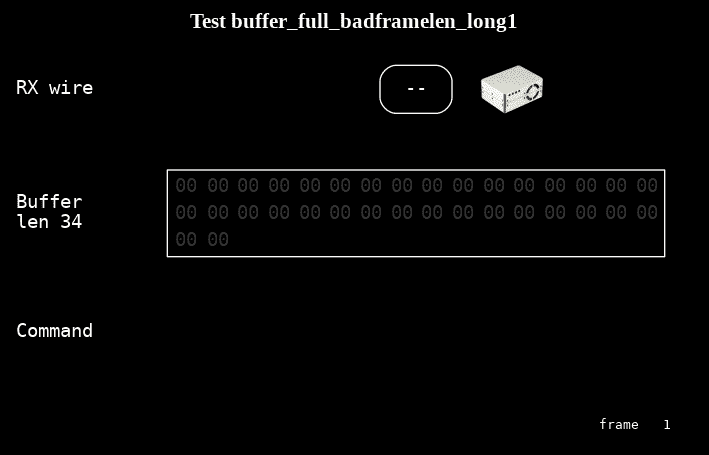 Test buffer_full_badframelen_long1
RX wire
--
Buffer
len 34
00 00 00 00 00 00 00 00 00 00 00 00 00 00 00 00
00 00 00 00 00 00 00 00 00 00 00 00 00 00 00 00
00 00
Command
frame 1